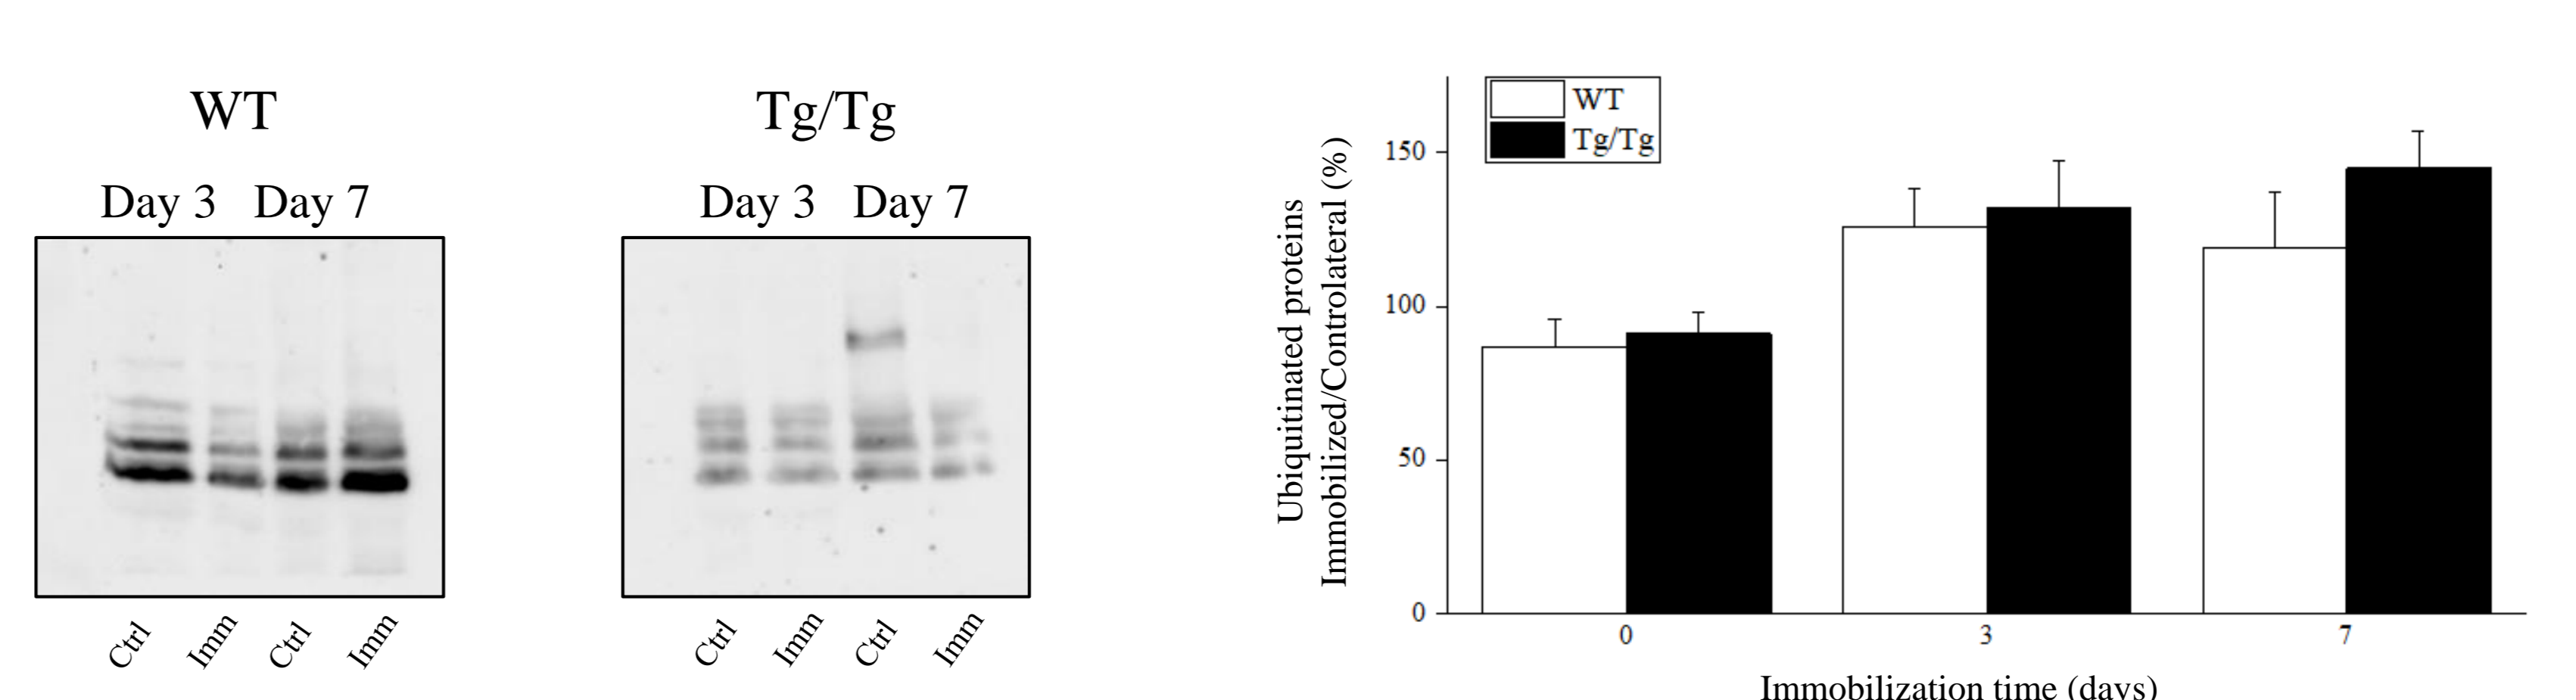 WT
Day 3 Day 7
Ctrl
Imm
Ctrl
Imm
Tg/Tg
Day 3 Day 7
Ctrl
Imm
Ctrl
Imm
Ubiquitinated proteins
Immobilized/Controlateral (%)
150
100
50
0
WT
Tg/Tg
0 3 7
Immobilization time (days)